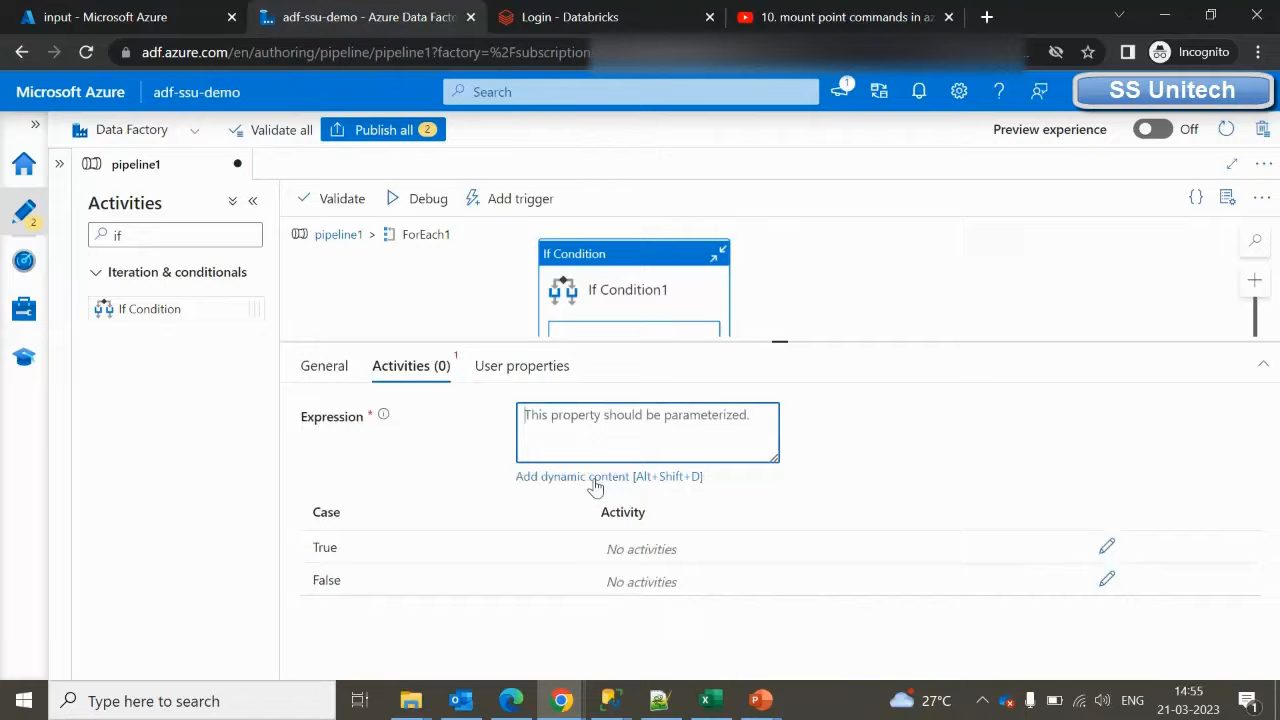 input - Microsoft Azure
adf-ssu-demo - Azure Data Facto
Login - Databricks
10. mount point commands in az
adf.azure.com/en/authoring/pipeline/pipeline1?factory=%2Fsubscription
Incognito
Microsoft Azure
adf-ssu-demo
Search
1
SS Unitech
Data Factory
Validate all
Publish all
2
Preview experience
Off
pipeline1
Activities
if
Iteration & conditionals
If Condition
2
Validate
Debug
Add trigger
pipeline1 > ForEach1
If Condition
If Condition1
General
Activities (0)
1
User properties
Expression *
This property should be parameterized.
Add dynamic content [Alt+Shift+D]
Case
Activity
True
No activities
False
No activities
Type here to search
27°C
ENG
14:55
21-03-2023
1